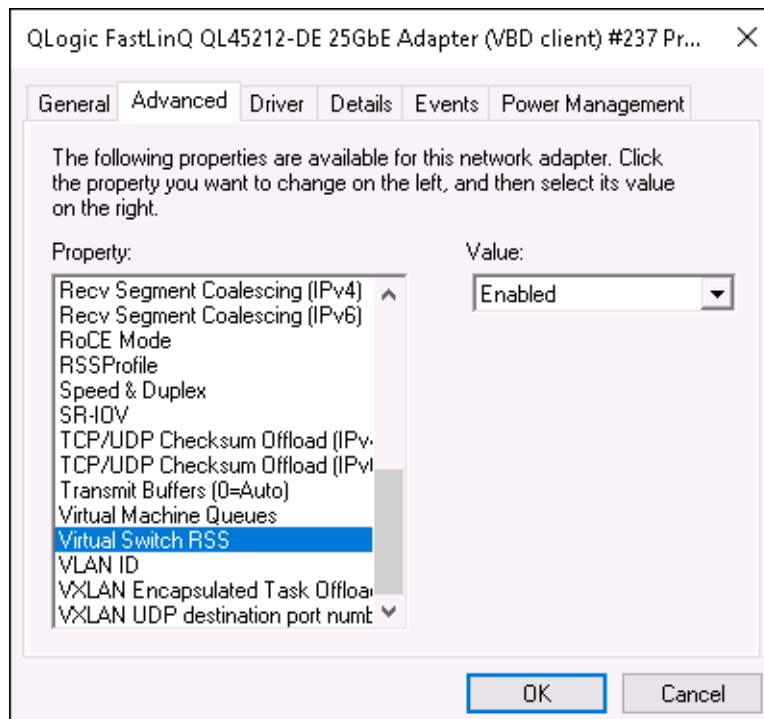 QLogic FastLinQ QL45212-DE 25GbE Adapter (VBD client) #237 Pr...
General Advanced Driver Details Events Power Management
The following properties are available for this network adapter. Click
the property you want to change on the left, and then select its value
on the right.
Property:
Value:
Recv Segment Coalescing (IPv4)
Recv Segment Coalescing (IPv6)
RoCE Mode
RSSProfile
Speed & Duplex
SR-IOV
TCP/UDP Checksum Offload (IPv
TCP/UDP Checksum Offload (IPv
Transmit Buffers (0=Auto)
Virtual Machine Queues
Virtual Switch RSS
VLAN ID
VXLAN Encapsulated Task Offloa
VXLAN UDP destination port numb
Enabled
OK
Cancel